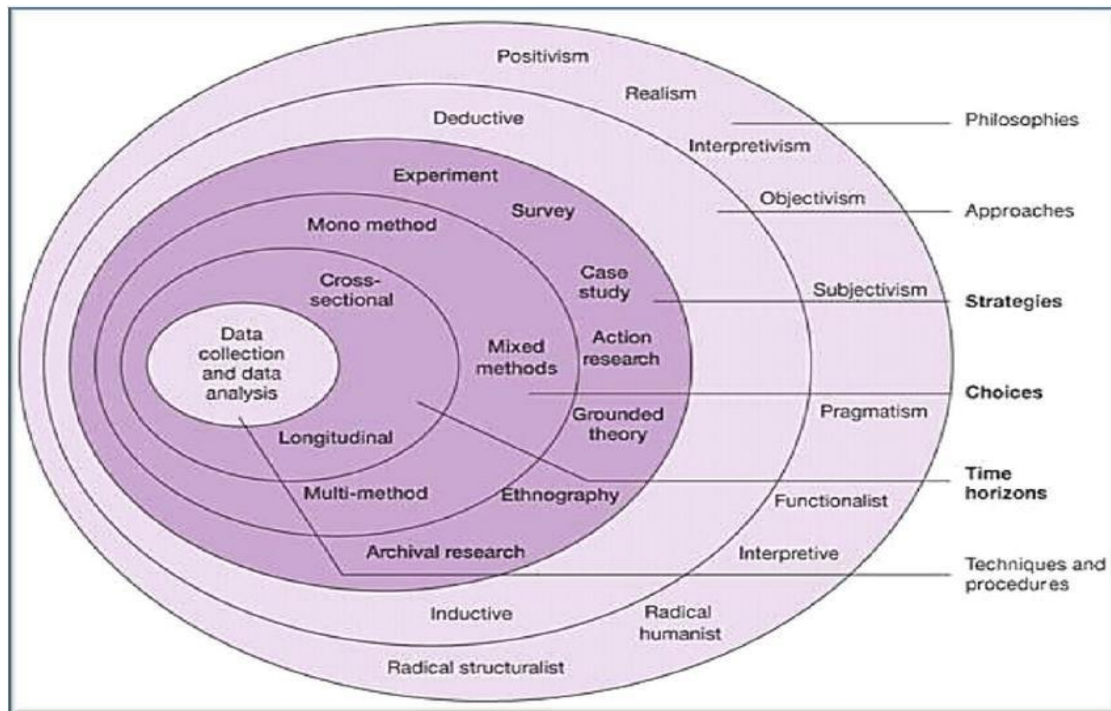 Positivism
Realism
Philosophies
Deductive
Interpretivism
Experiment
Objectivism
Approaches
Survey
Mono method
Cross-
sectional
Case
study
Subjectivism
Strategies
Data
collection
and data
analysis
Mixed
methods
Action
research
Choices
Grounded
theory
Pragmatism
Longitudinal
Time
horizons
Multi-method
Ethnography
Functionalist
Archival research
Interpretive
Techniques and
procedures
Inductive
Radical
humanist
Radical structuralist